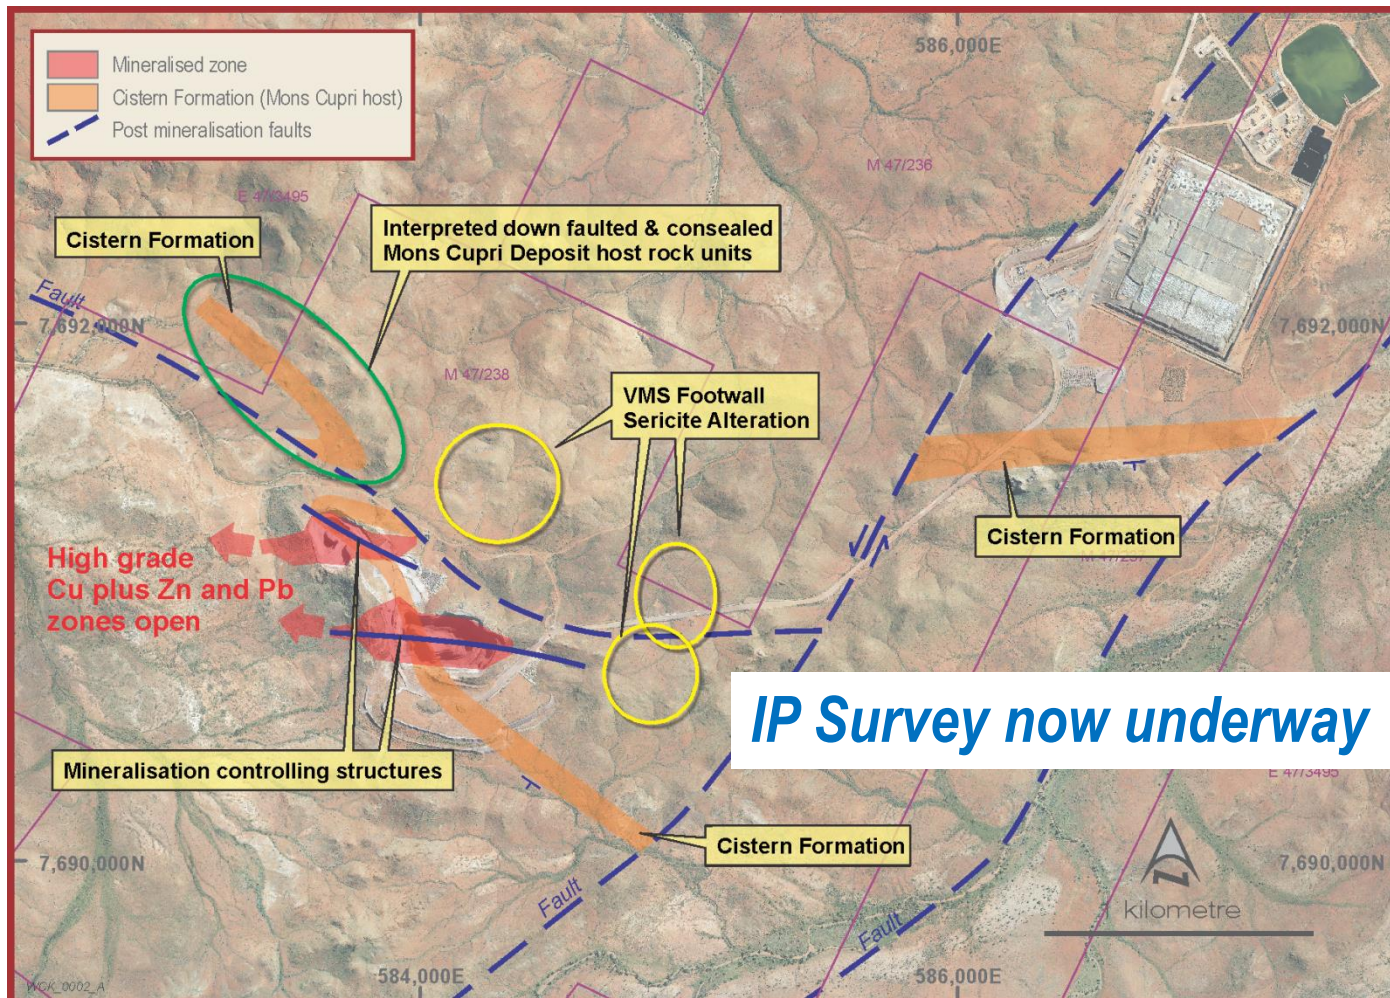 586,000E
Mineralised zone
Cistern Formation (Mons Cupri host)
Post mineralisation faults
M 47/236
E 47/3495
Cistern Formation
Interpreted down faulted & consealed
Mons Cupri Deposit host rock units
Fault
7,692,000N
7,692,000N
M 47/238
VMS Footwall
Sericite Alteration
Cistern Formation
M 47/237
High grade
Cu plus Zn and Pb
zones open
IP Survey now underway
Mineralisation controlling structures
E 47/3495
Cistern Formation
7,690,000N
7,690,000N
Fault
Fault
N
1 kilometre
584,000E
586,000E
WCK_0002_A